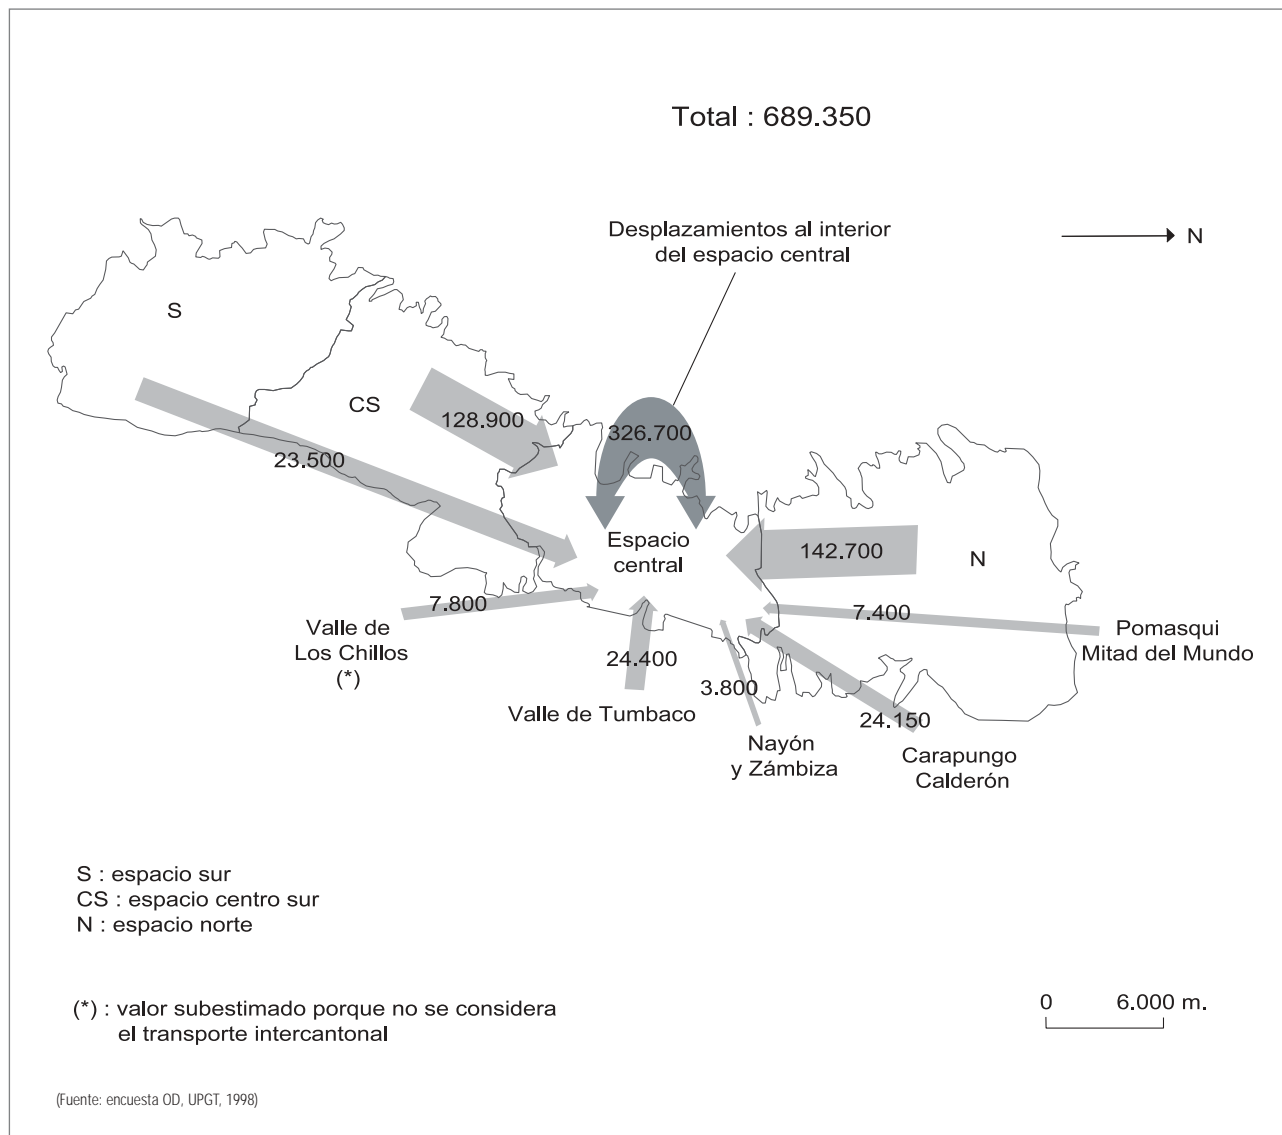 Total : 689.350
Desplazamientos al interior
del espacio central
N
S
CS
128.900
326.700
23.500
Espacio
central
142.700
N
7.800
7.400
Valle de
Los Chillos
(*)
Pomasqui
Mitad del Mundo
24.400
3.800
24.150
Valle de Tumbaco
Nayón
y Zámbiza
Carapungo
Calderón
S : espacio sur
CS : espacio centro sur
N : espacio norte
(*) : valor subestimado porque no se considera
el transporte intercantonal
0 6.000 m.
(Fuente: encuesta OD, UPGT, 1998)